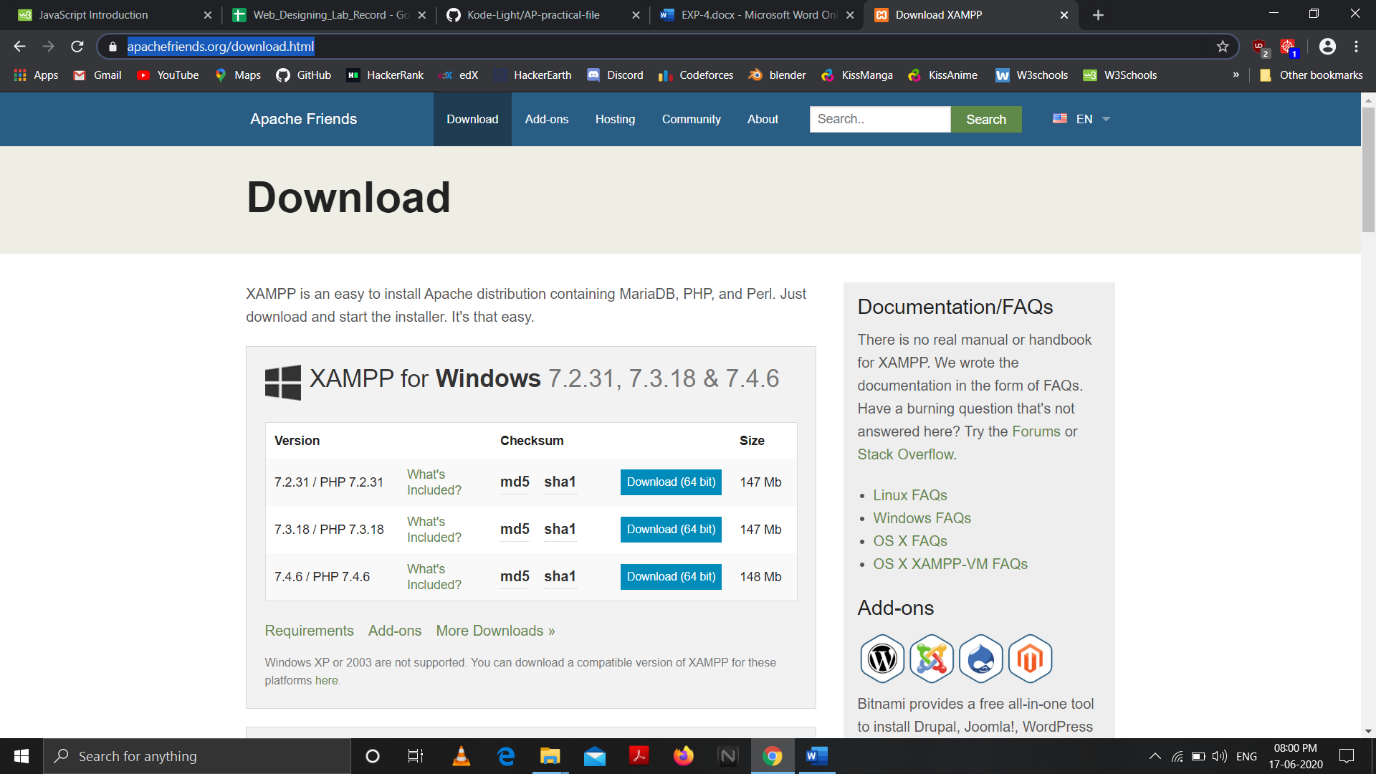 JavaScript Introduction
Web_Designing_Lab_Record - Go
Kode-Light/AP-practical-file
EXP-4.docx - Microsoft Word Onl
Download XAMPP
apachefriends.org/download.html
2
1
Apps
Gmail
YouTube
Maps
GitHub
HackerRank
edX
HackerEarth
Discord
Codeforces
blender
KissManga
KissAnime
W3schools
W3Schools
»
Other bookmarks
Apache Friends
Download
Add-ons
Hosting
Community
About
Search..
Search
EN
Download
XAMPP is an easy to install Apache distribution containing MariaDB, PHP, and Perl. Just
download and start the installer. It's that easy.
XAMPP for Windows 7.2.31, 7.3.18 & 7.4.6
Version Checksum Size
7.2.31 / PHP 7.2.31 What's Included? md5 sha1 Download (64 bit) 147 Mb
7.3.18 / PHP 7.3.18 What's Included? md5 sha1 Download (64 bit) 147 Mb
7.4.6 / PHP 7.4.6 What's Included? md5 sha1 Download (64 bit) 148 Mb
Requirements Add-ons More Downloads »
Windows XP or 2003 are not supported. You can download a compatible version of XAMPP for these
platforms here.
Documentation/FAQs
There is no real manual or handbook
for XAMPP. We wrote the
documentation in the form of FAQs.
Have a burning question that's not
answered here? Try the Forums or
Stack Overflow.
• Linux FAQs
• Windows FAQs
• OS X FAQs
• OS X XAMPP-VM FAQs
Add-ons
Bitnami provides a free all-in-one tool
to install Drupal, Joomla!, WordPress
Search for anything
ENG
08:00 PM
17-06-2020